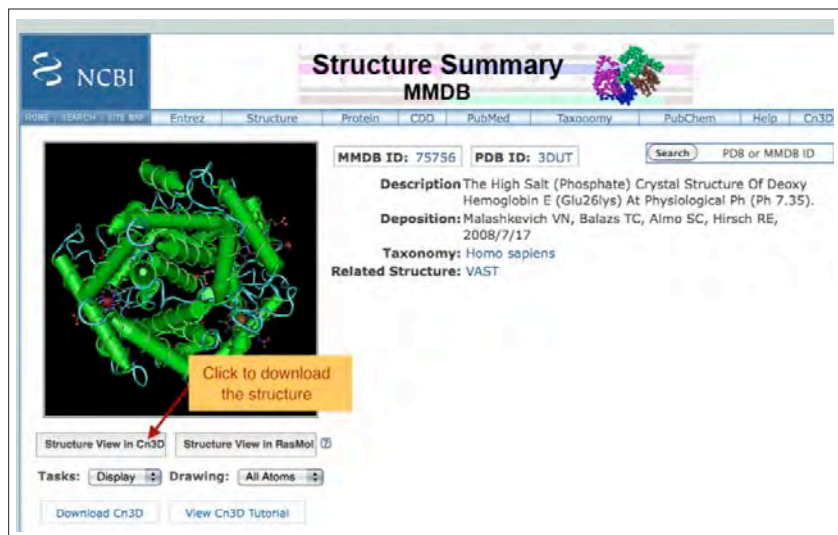 NCBI
Structure Summary
MMDB
HOME SEARCH SITE MAP Entrez Structure Protein CDD PubMed Taxonomy PubChem Help Cn3D
MMDB ID: 75756 PDB ID: 3DUT Search PDB or MMDB ID
Description The High Salt (Phosphate) Crystal Structure Of Deoxy
Hemoglobin E (Glu26lys) At Physiological Ph (Ph 7.35).
Deposition: Malashkevich VN, Balazs TC, Almo SC, Hirsch RE,
2008/7/17
Taxonomy: Homo sapiens
Related Structure: VAST
Click to download
the structure
Structure View in Cn3D Structure View in RasMol ?
Tasks: Display Drawing: All Atoms
Download Cn3D View Cn3D Tutorial